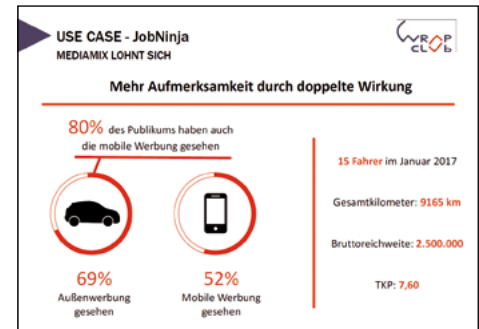 USE CASE - JobNinja
MEDIAMIX LOHNT SICH
WRAP
CLUB
Mehr Aufmerksamkeit durch doppelte Wirkung
80% des Publikums haben auch
die mobile Werbung gesehen
69%
Außenwerbung
gesehen
52%
Mobile Werbung
gesehen
15 Fahrer im Januar 2017
Gesamtkilometer: 9165 km
Bruttoreichweite: 2.500.000
TKP: 7,60